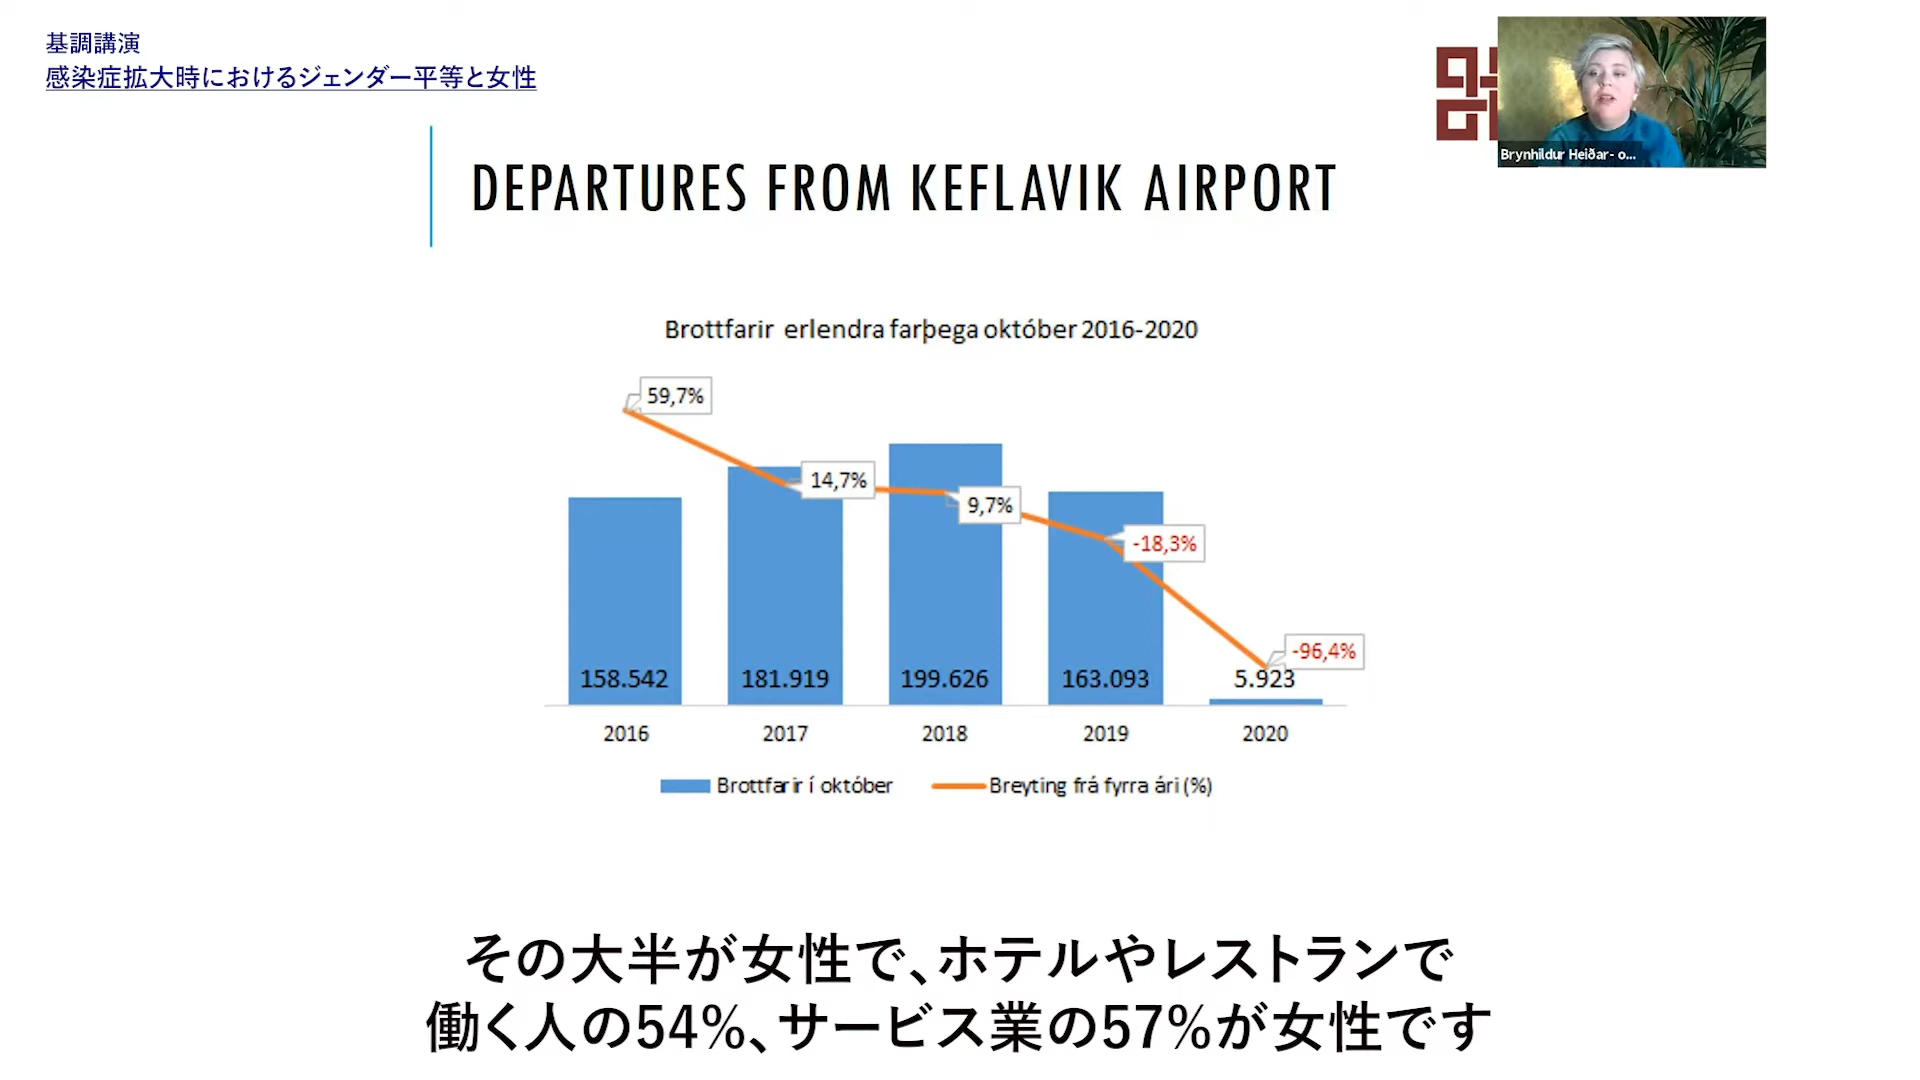 基調講演
感染症拡大時におけるジェンダー平等と女性
Brynhildur Heiðar- o...
DEPARTURES FROM KEFLAVIK AIRPORT
Brottfarir erlendra farþega október 2016-2020
59,7%
14,7%
9,7%
-18,3%
-96,4%
158.542 181.919 199.626 163.093 5.923
2016 2017 2018 2019 2020
Brottfarir í október Breyting frá fyrra ári (%)
その大半が女性で、ホテルやレストランで
働く人の54%、サービス業の57%が女性です